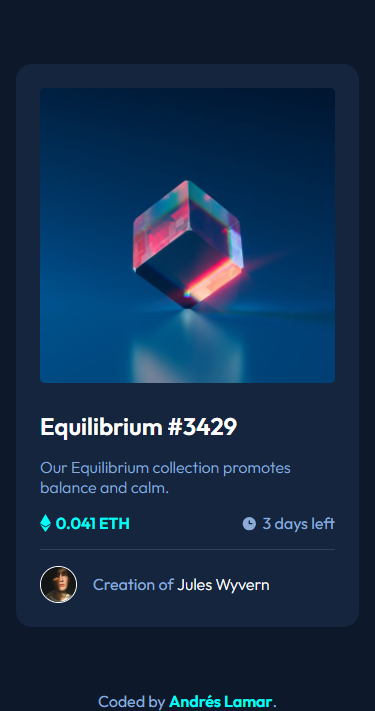 Equilibrium #3429
Our Equilibrium collection promotes
balance and calm.
0.041 ETH
3 days left
Creation of Jules Wyvern
Coded by Andrés Lamar.